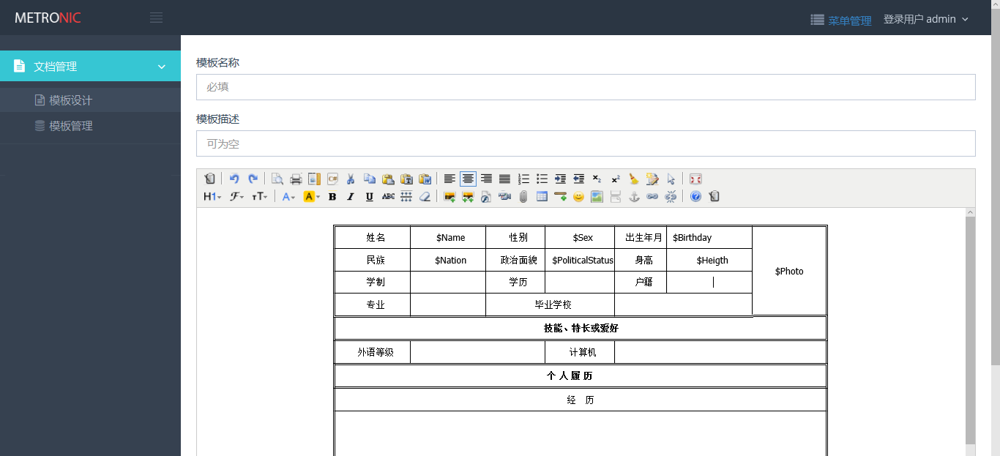 METRONIC
菜单管理 登录用户 admin
文档管理
模板设计
模板管理
模板名称
必填
模板描述
可为空
H1 F тT A A B I U ABC
姓名 $Name 性别 $Sex 出生年月 $Birthday $Photo
民族 $Nation 政治面貌 $PoliticalStatus 身高 $Heigth
学制 学历 户籍
专业 毕业学校
技能、特长或爱好
外语等级 计算机
个 人 履 历
经 历